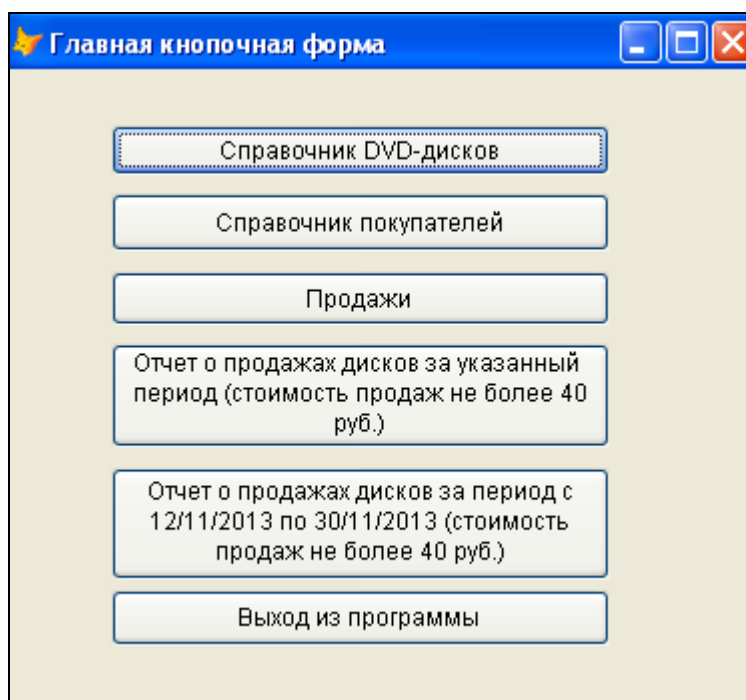 Главная кнопочная форма
Справочник DVD-дисков
Справочник покупателей
Продажи
Отчет о продажах дисков за указанный
период (стоимость продаж не более 40
руб.)
Отчет о продажах дисков за период с
12/11/2013 по 30/11/2013 (стоимость
продаж не более 40 руб.)
Выход из программы